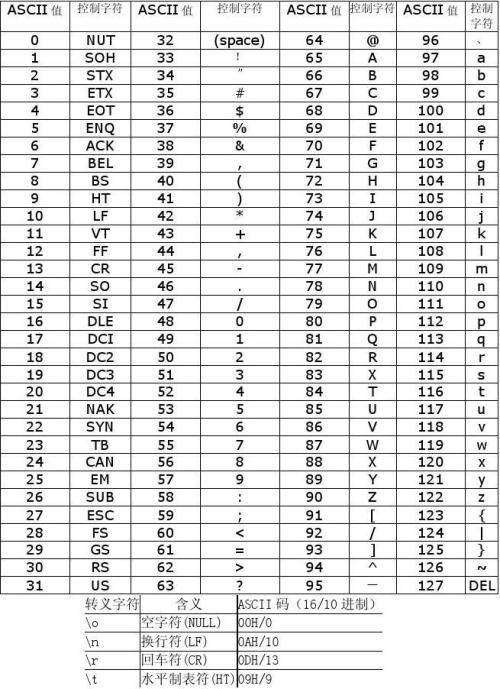 ASCII 值 控制字符 ASCII 值 控制字符 ASCII 值 控制字符 ASCII 值 控制字符
0 NUT 32 (space) 64 @ 96 、
1 SOH 33 ! 65 A 97 a
2 STX 34 " 66 B 98 b
3 ETX 35 # 67 C 99 c
4 EOT 36 $ 68 D 100 d
5 ENQ 37 % 69 E 101 e
6 ACK 38 & 70 F 102 f
7 BEL 39 , 71 G 103 g
8 BS 40 ( 72 H 104 h
9 HT 41 ) 73 I 105 i
10 LF 42 * 74 J 106 j
11 VT 43 + 75 K 107 k
12 FF 44 , 76 L 108 l
13 CR 45 - 77 M 109 m
14 SO 46 . 78 N 110 n
15 SI 47 / 79 O 111 o
16 DLE 48 0 80 P 112 p
17 DCI 49 1 81 Q 113 q
18 DC2 50 2 82 R 114 r
19 DC3 51 3 83 X 115 s
20 DC4 52 4 84 T 116 t
21 NAK 53 5 85 U 117 u
22 SYN 54 6 86 V 118 v
23 TB 55 7 87 W 119 w
24 CAN 56 8 88 X 120 x
25 EM 57 9 89 Y 121 y
26 SUB 58 : 90 Z 122 z
27 ESC 59 ; 91 [ 123 {
28 FS 60 < 92 / 124 |
29 GS 61 = 93 ] 125 }
30 RS 62 > 94 ^ 126 ~
31 US 63 ? 95 — 127 DEL
转义字符 含义 ASCII 码（16/10 进制）
\o 空字符(NULL) 00H/0
\n 换行符(LF) 0AH/10
\r 回车符(CR) 0DH/13
\t 水平制表符(HT) 09H/9